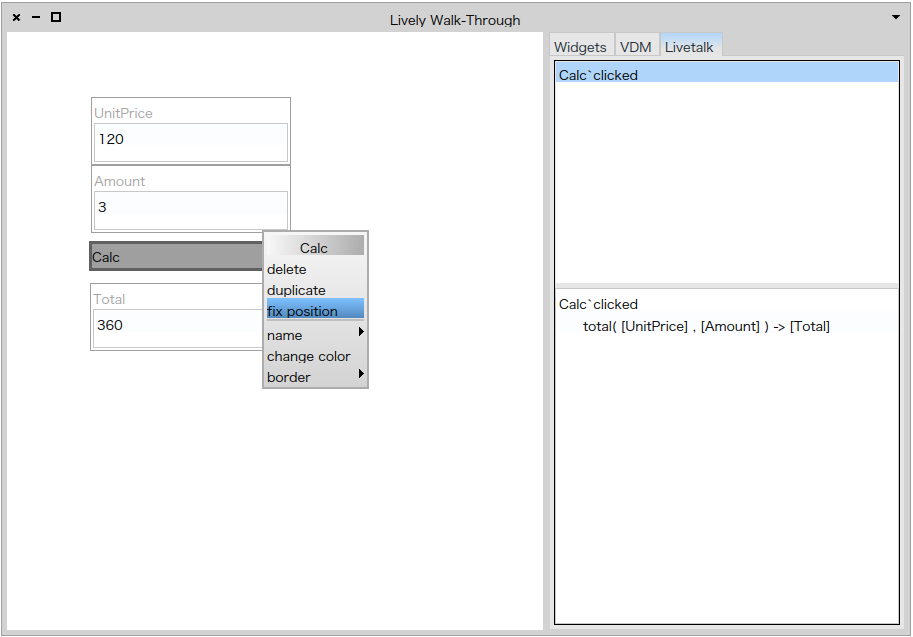 Lively Walk-Through
Widgets VDM Livetalk
UnitPrice
120
Amount
3
Calc
Total
360
Calc
delete
duplicate
fix position
name
change color
border
Calc`clicked
Calc`clicked
total( [UnitPrice] , [Amount] ) -> [Total]